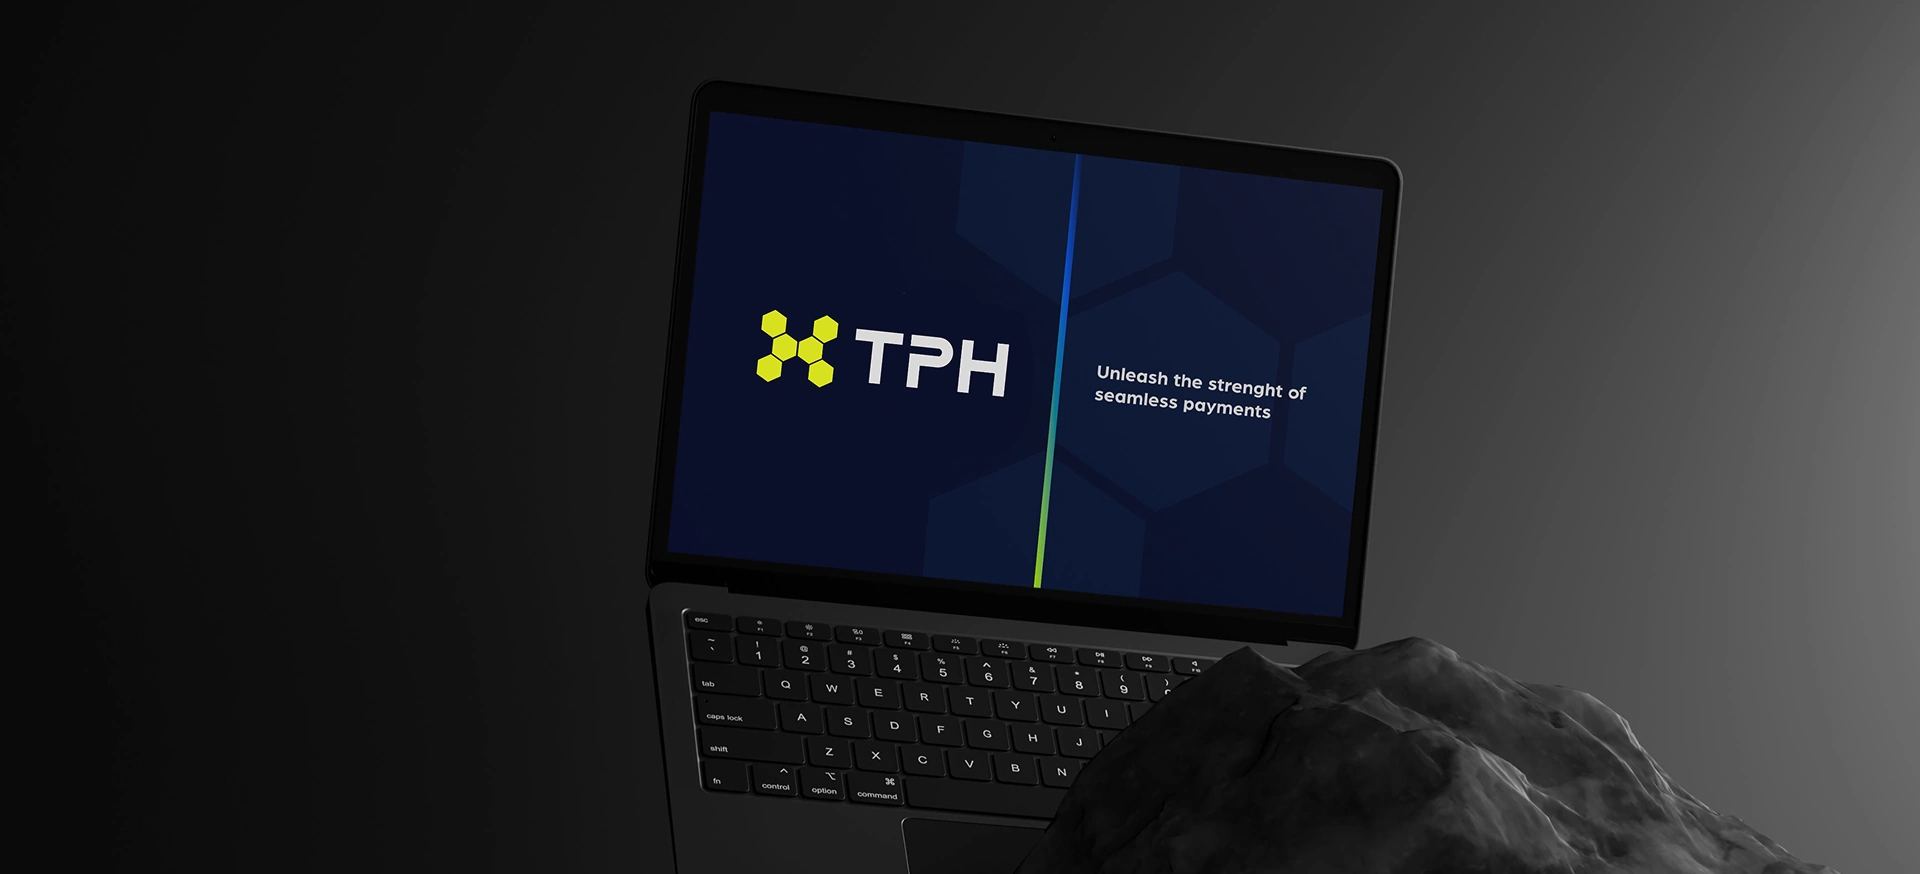 TPH
Unleash the strenght of
seamless payments
esc F1 F2 F3 F4 F5 F6 F7 F8 F9 F10
~ ! @ # $ % ^ & * ( )
` 1 2 3 4 5 6 7 8 9
tab Q W E R T Y U I
caps lock A S D F G H J
shift Z X C V B N
fn control option command